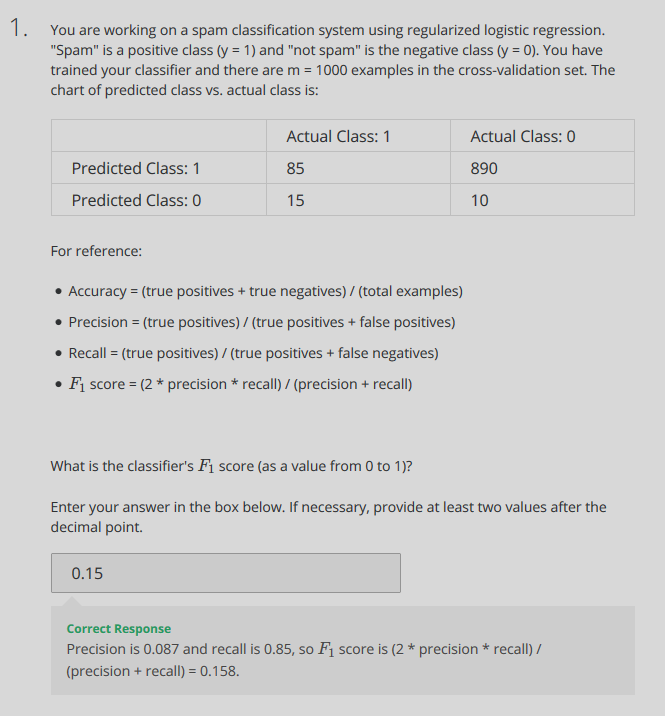 1. You are working on a spam classification system using regularized logistic regression.
"Spam" is a positive class (y = 1) and "not spam" is the negative class (y = 0). You have
trained your classifier and there are m = 1000 examples in the cross-validation set. The
chart of predicted class vs. actual class is:
Actual Class: 1 Actual Class: 0
Predicted Class: 1 85 890
Predicted Class: 0 15 10
For reference:
• Accuracy = (true positives + true negatives) / (total examples)
• Precision = (true positives) / (true positives + false positives)
• Recall = (true positives) / (true positives + false negatives)
• F₁ score = (2 * precision * recall) / (precision + recall)
What is the classifier's F₁ score (as a value from 0 to 1)?
Enter your answer in the box below. If necessary, provide at least two values after the
decimal point.
0.15
Correct Response
Precision is 0.087 and recall is 0.85, so F₁ score is (2 * precision * recall) /
(precision + recall) = 0.158.